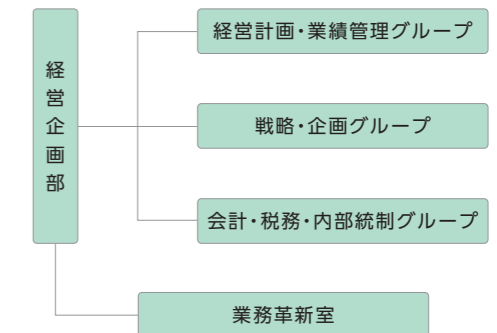 経営企画部
経営計画・業績管理グループ
戦略・企画グループ
会計・税務・内部統制グループ
業務革新室